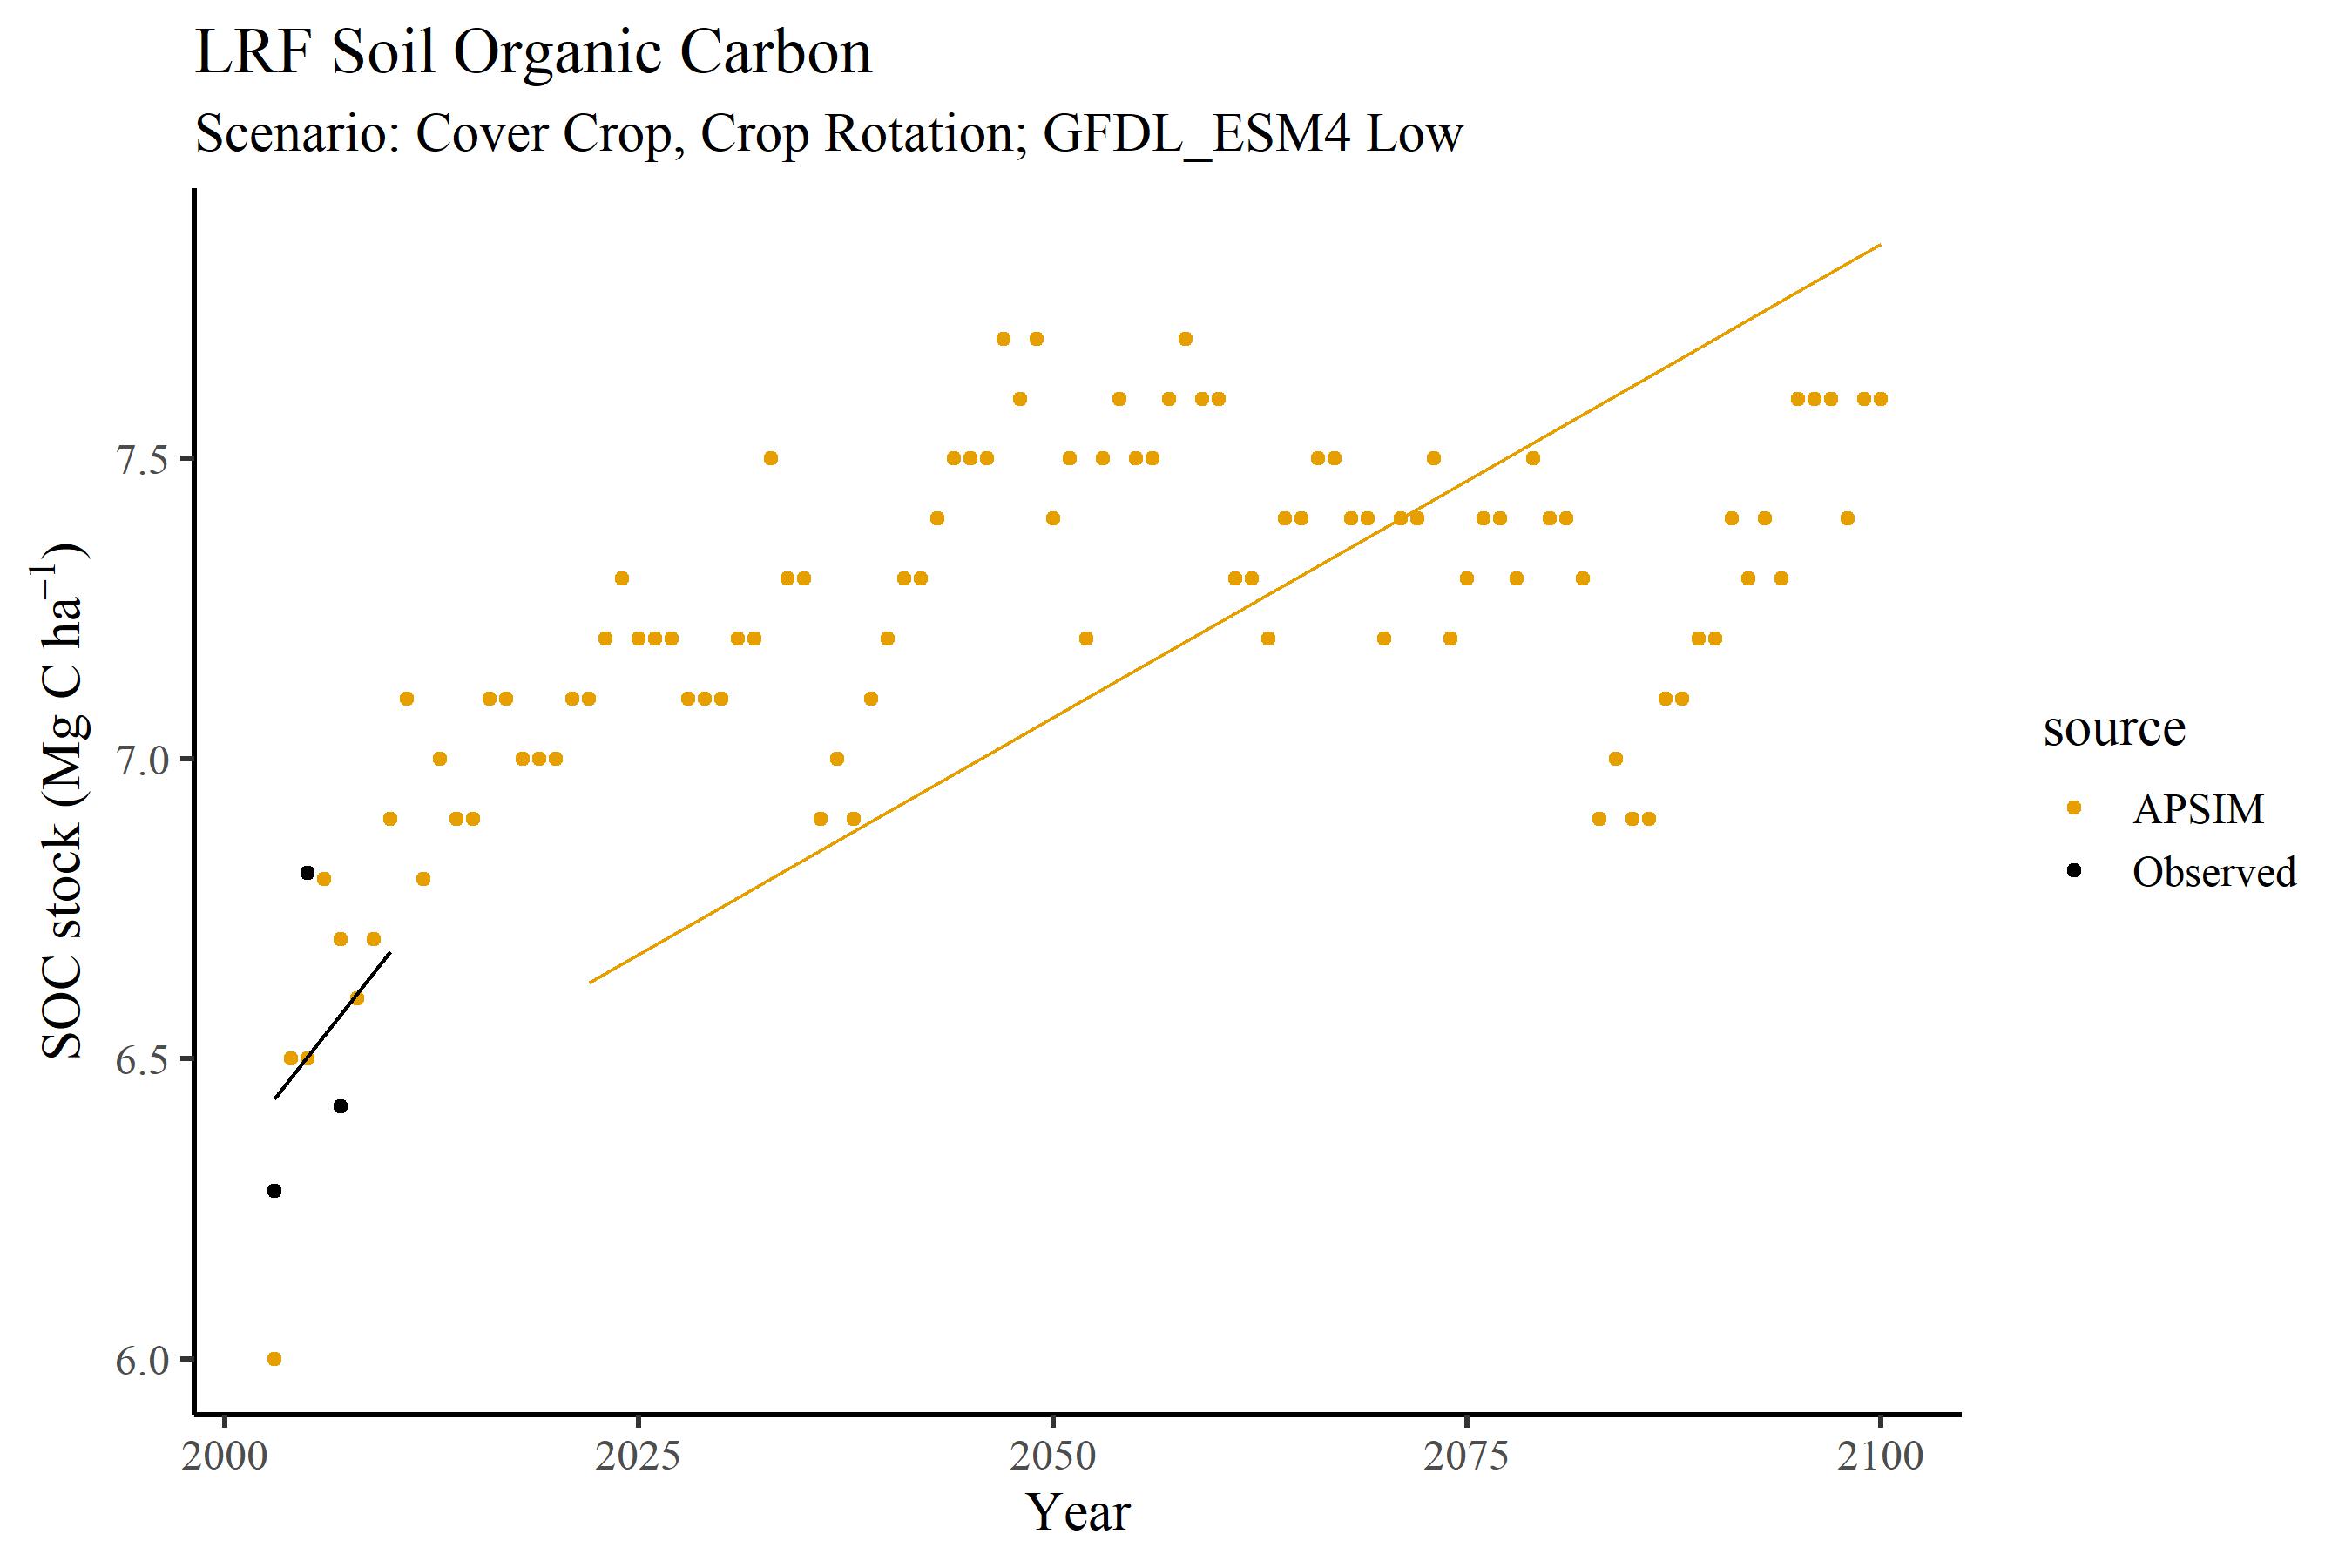 LRF Soil Organic Carbon
Scenario: Cover Crop, Crop Rotation; GFDL_ESM4 Low
SOC stock (Mg C ha⁻¹)
7.5
7.0
6.5
6.0
2000 2025 2050 2075 2100
Year
source
APSIM
Observed